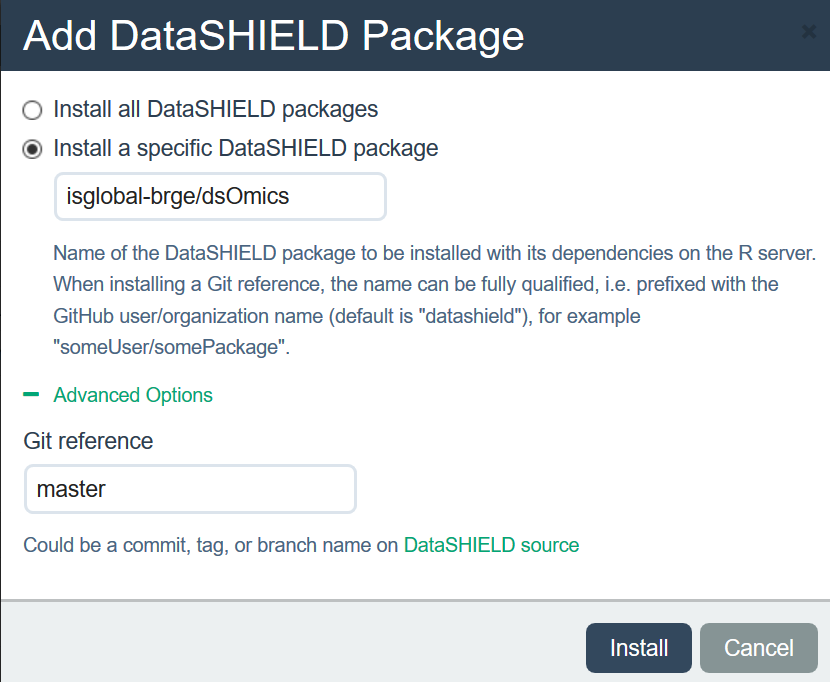 Add DataSHIELD Package
Install all DataSHIELD packages
Install a specific DataSHIELD package
isglobal-brge/dsOmics
Name of the DataSHIELD package to be installed with its dependencies on the R server.
When installing a Git reference, the name can be fully qualified, i.e. prefixed with the
GitHub user/organization name (default is "datashield"), for example
"someUser/somePackage".
Advanced Options
Git reference
master
Could be a commit, tag, or branch name on DataSHIELD source
Install Cancel